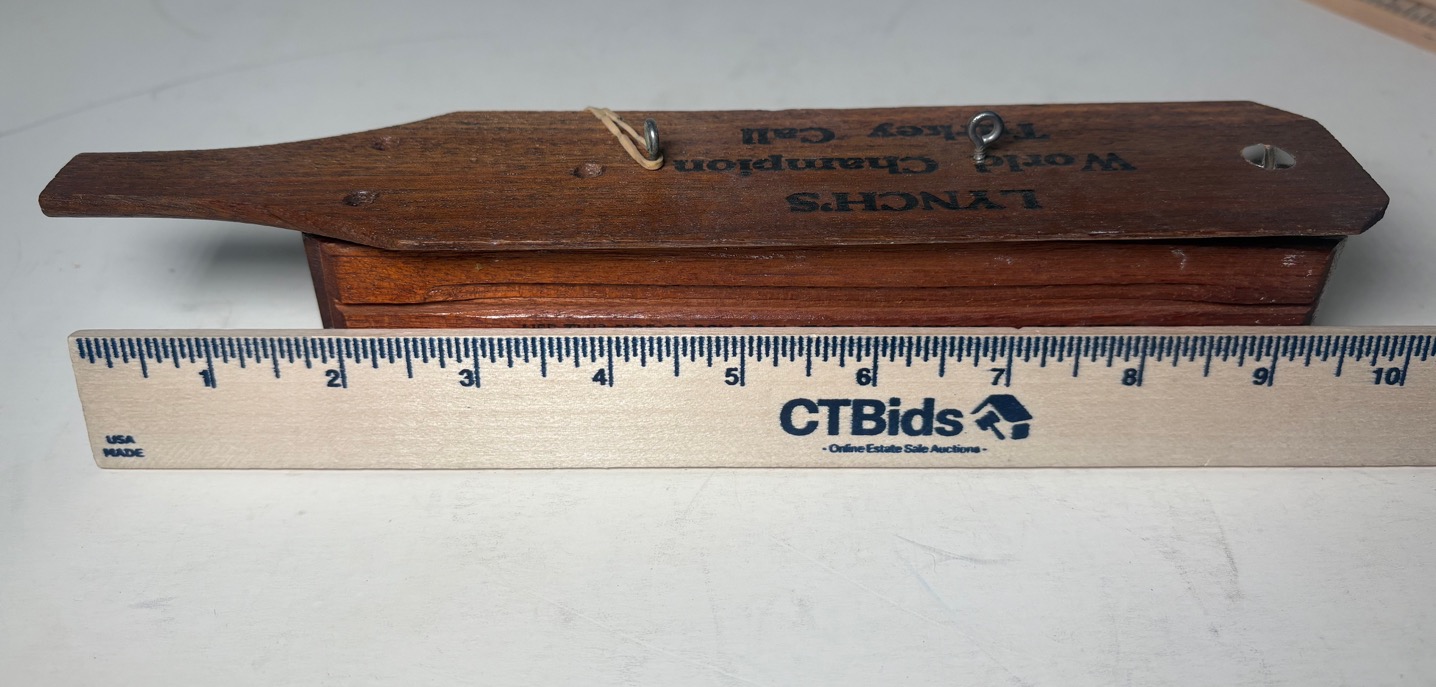 LYNCH'S
World Champion
Turkey Call
1 2 3 4 5 6 7 8 9 10
CTBids
- Online Estate Sale Auctions -
USA
MADE